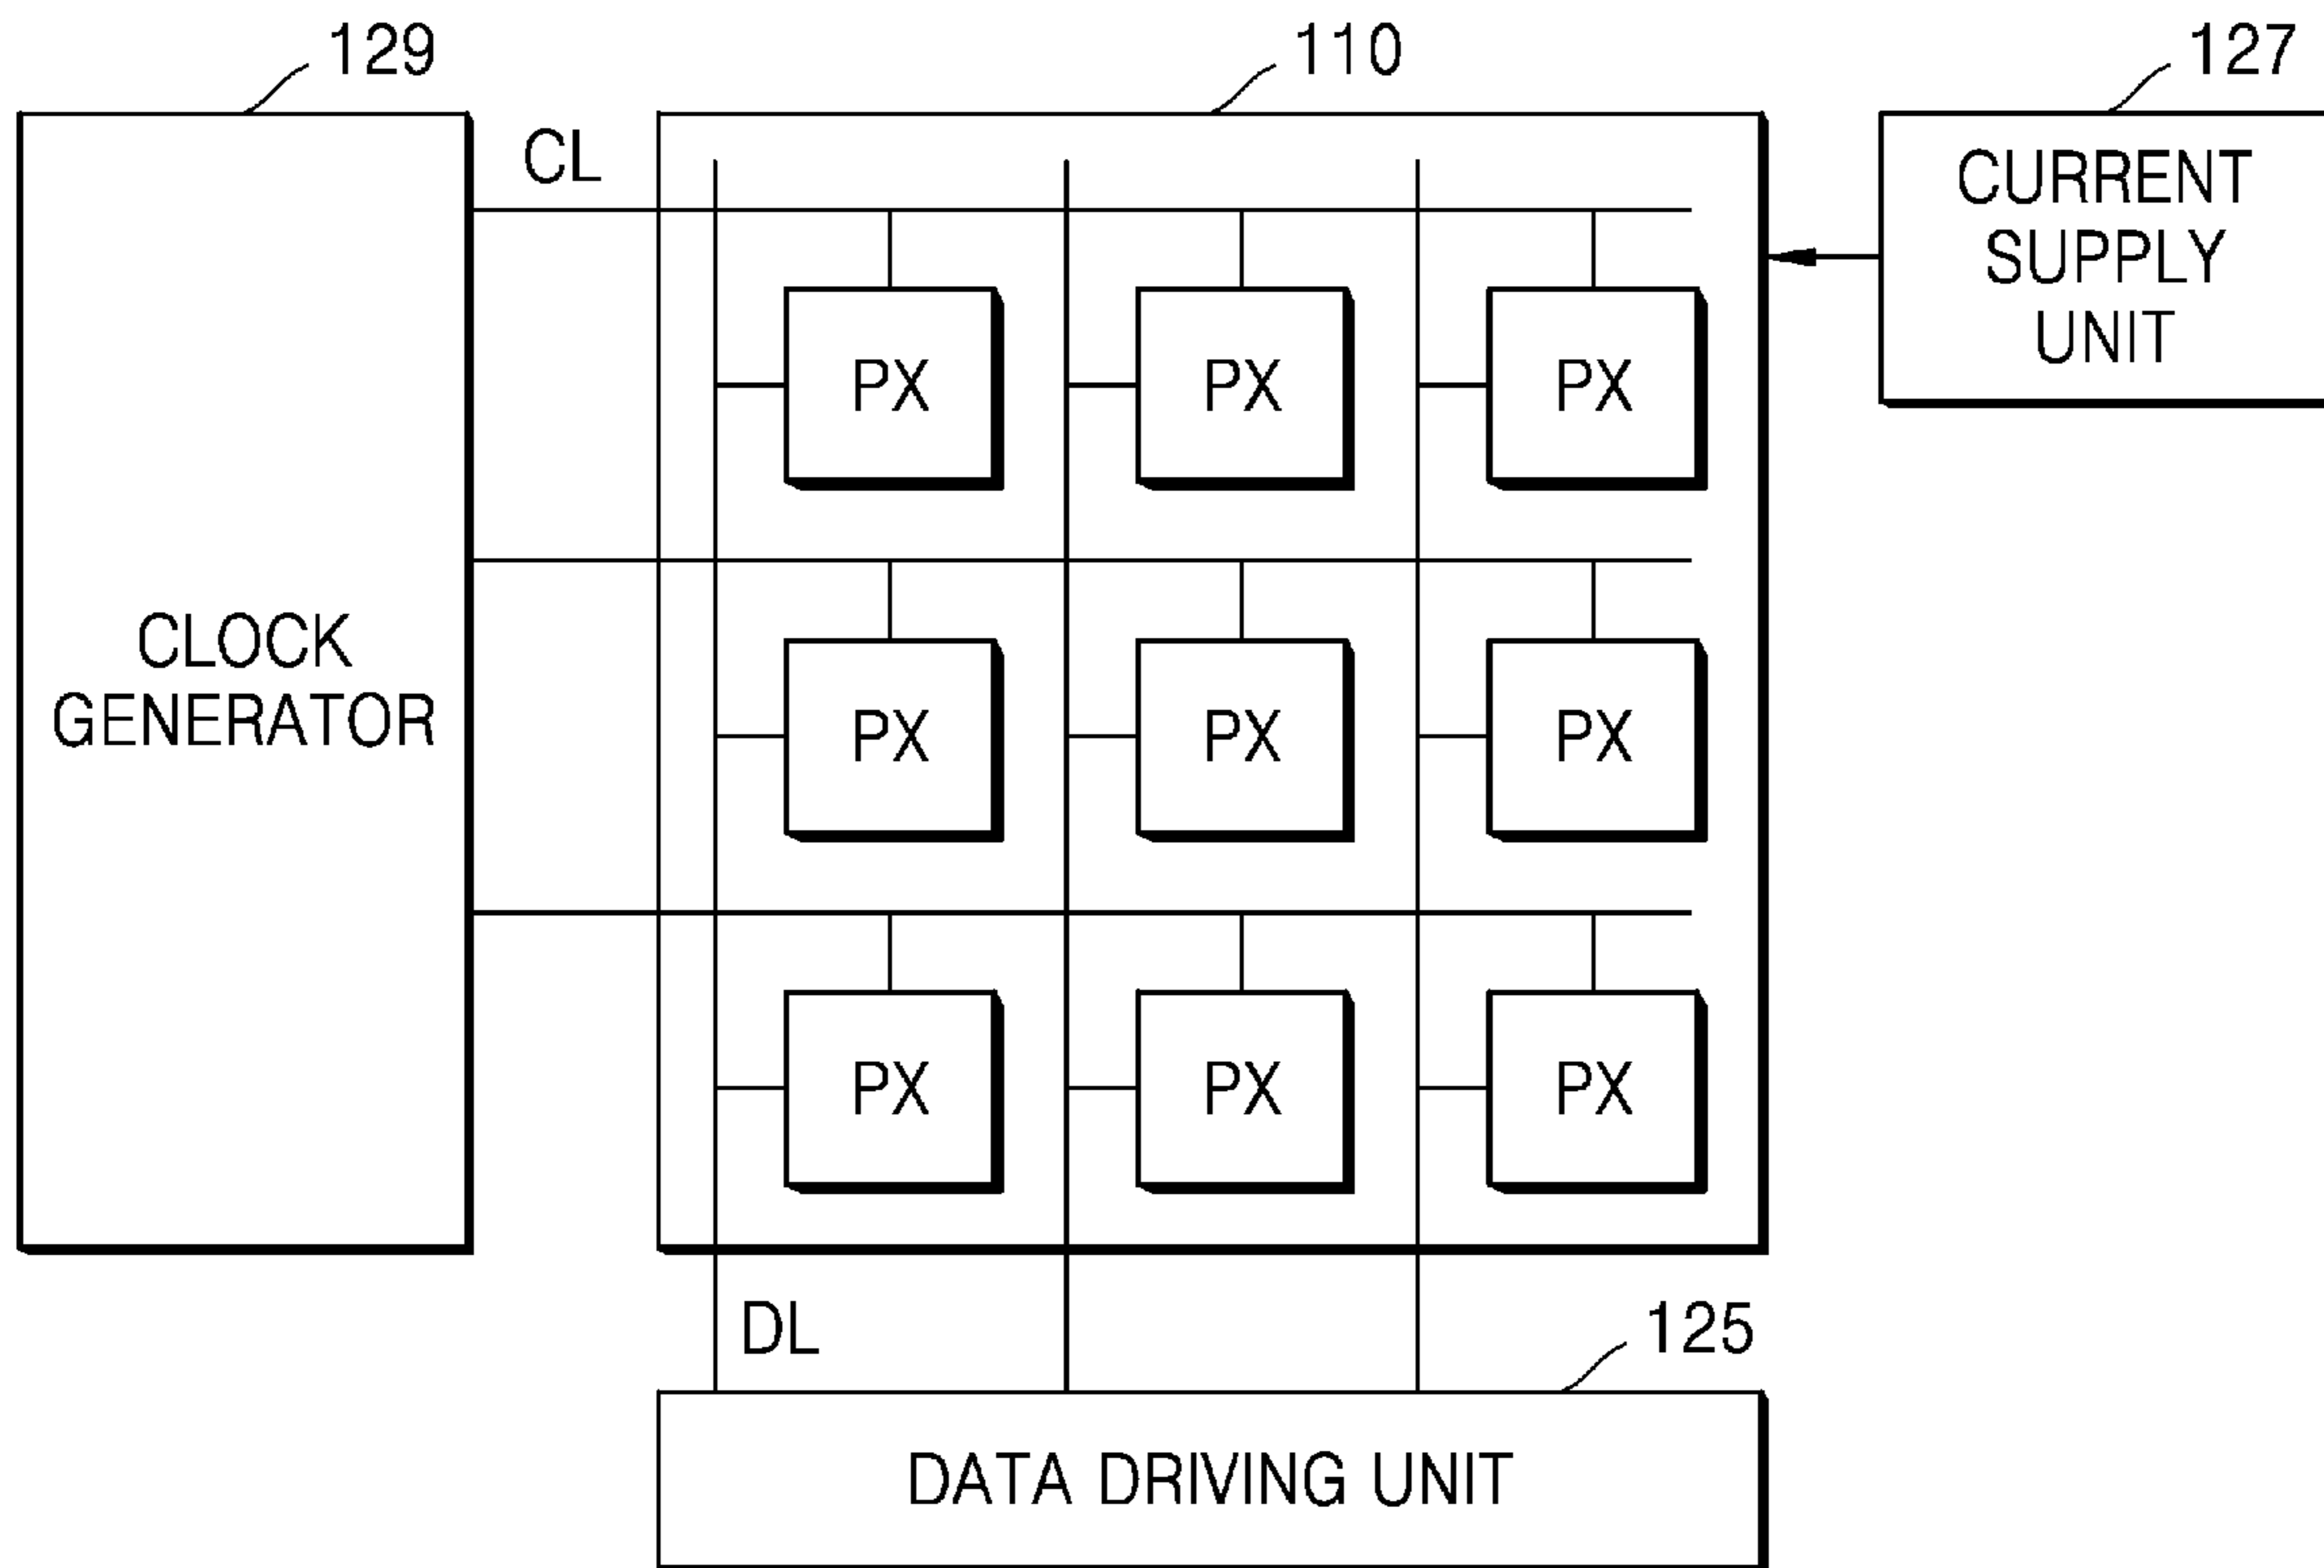 129
110
127
CL
CURRENT
SUPPLY
UNIT
PX PX PX
CLOCK
GENERATOR
PX PX PX
PX PX PX
DL
125
DATA DRIVING UNIT